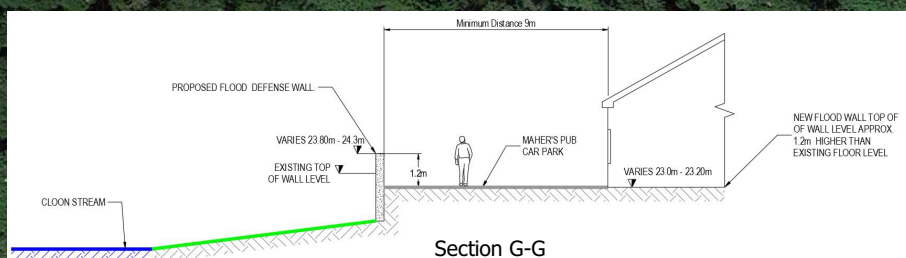 Minimum Distance 9m
PROPOSED FLOOD DEFENSE WALL
VARIES 23.80m - 24.3m
EXISTING TOP
OF WALL LEVEL
1.2m
MAHER'S PUB
CAR PARK
NEW FLOOD WALL TOP OF
OF WALL LEVEL APPROX.
1.2m HIGHER THAN
EXISTING FLOOR LEVEL
VARIES 23.0m - 23.20m
CLOON STREAM
Section G-G